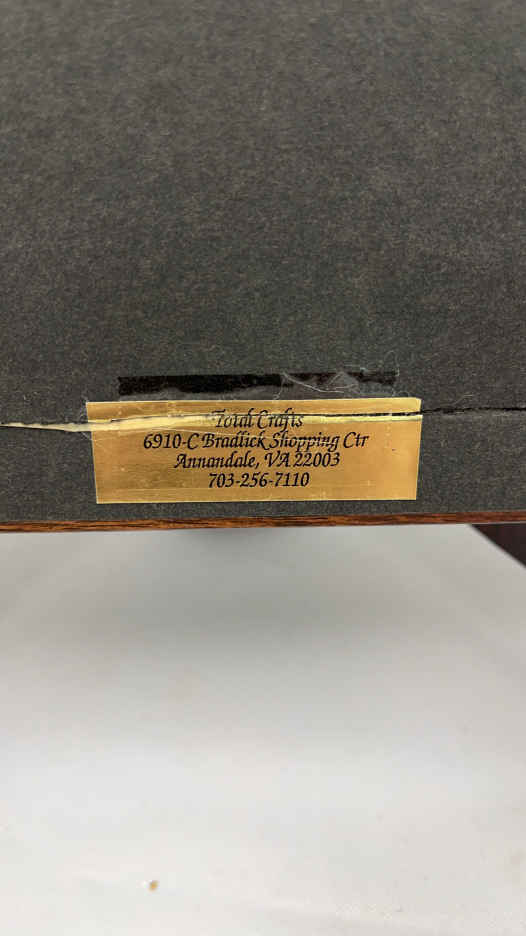 Total Crafts
6910-C Bradlick Shopping Ctr
Annandale, VA 22003
703-256-7110